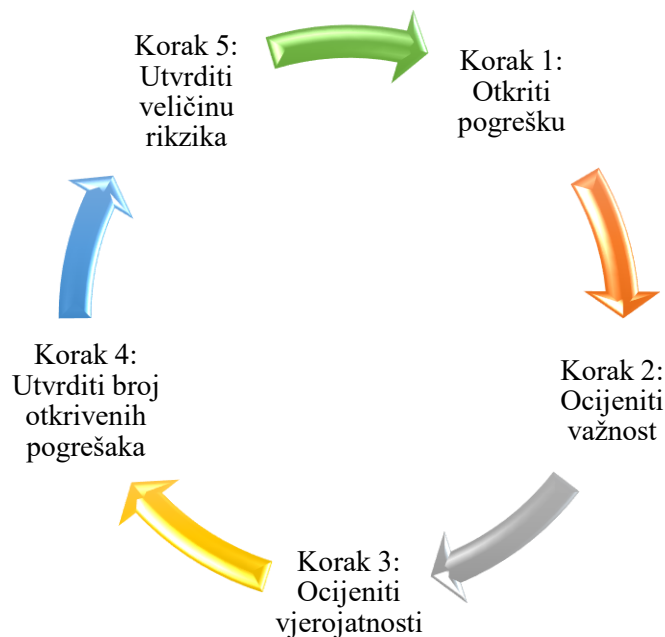 Korak 1:
Otkriti
pogrešku
Korak 2:
Ocijeniti
važnost
Korak 3:
Ocijeniti
vjerojatnosti
Korak 4:
Utvrditi broj
otkrivenih
pogrešaka
Korak 5:
Utvrditi
veličinu
rikzika